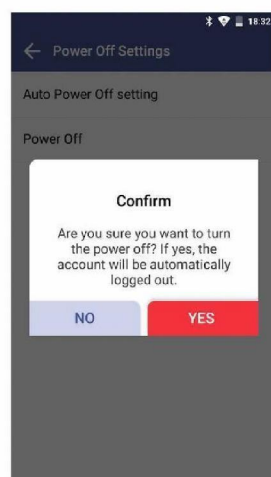 18:32
Power Off Settings
Auto Power Off setting
Power Off
Confirm
Are you sure you want to turn
the power off? If yes, the
account will be automatically
logged out.
NO
YES